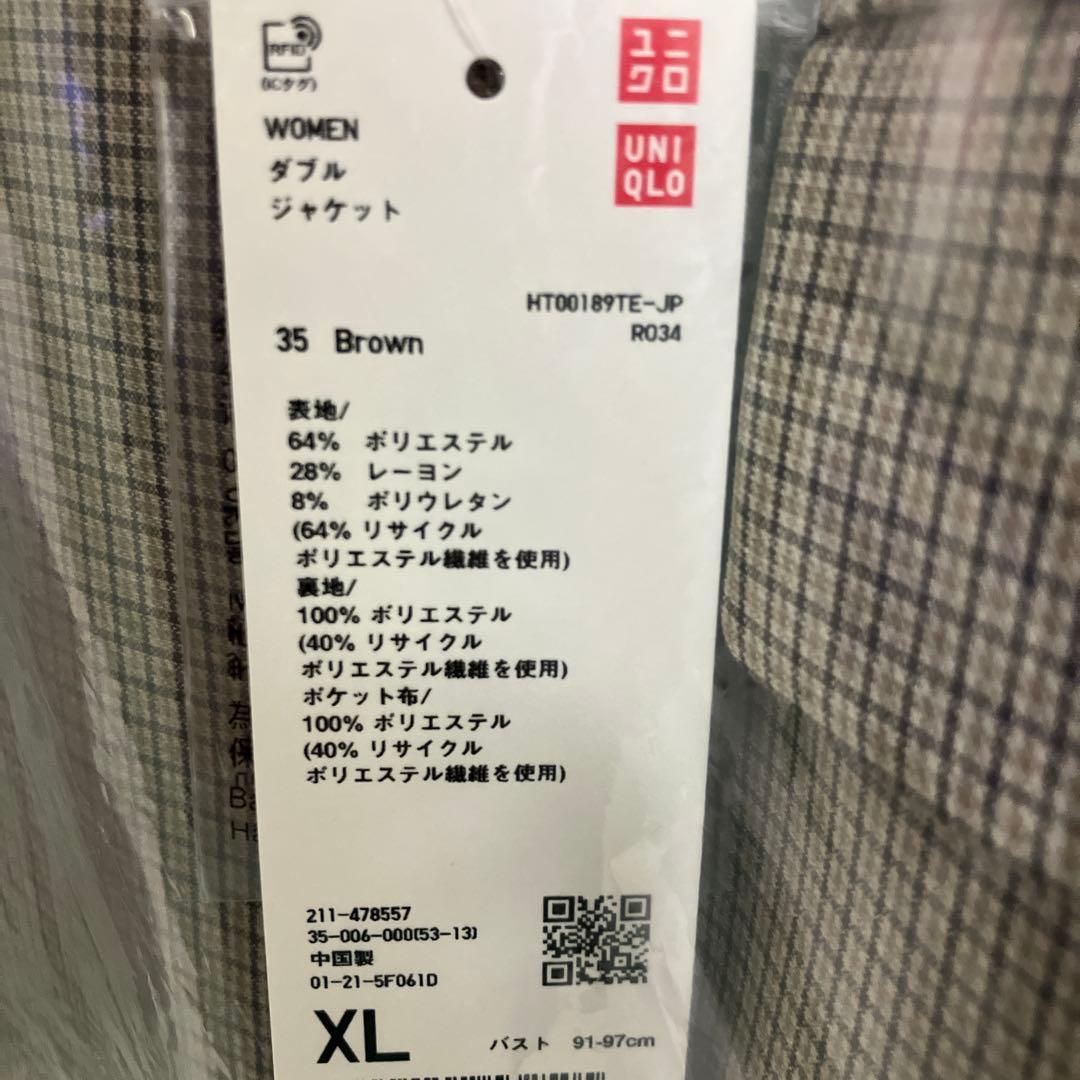 RFID
(ICタグ)
ユニ
クロ
WOMEN
ダブル
ジャケット
UNI
QLO
HT00189TE-JP
R034
35 Brown
表地/
64% ポリエステル
28% レーヨン
8% ポリウレタン
(64% リサイクル
ポリエステル繊維を使用)
裏地/
100% ポリエステル
(40% リサイクル
ポリエステル繊維を使用)
ポケット布/
100% ポリエステル
(40% リサイクル
ポリエステル繊維を使用)
211-478557
35-006-000(53-13)
中国製
01-21-5F061D
XL
バスト 91-97cm
為
保